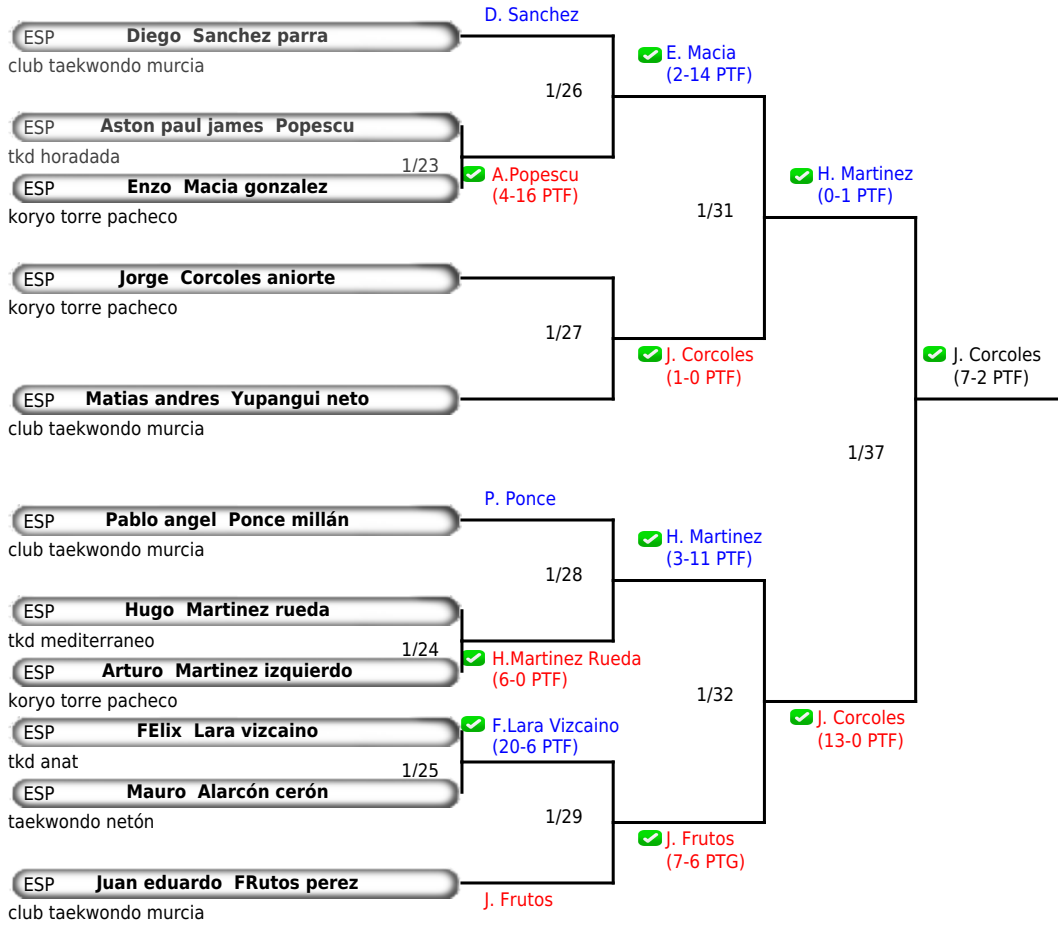 D. Sanchez
ESP Diego Sanchez parra
club taekwondo murcia
E. Macia
(2-14 PTF)
1/26
ESP Aston paul james Popescu
tkd horadada
1/23
A.Popescu
(4-16 PTF)
ESP Enzo Macia gonzalez
koryo torre pacheco
H. Martinez
(0-1 PTF)
1/31
ESP Jorge Corcoles aniorte
koryo torre pacheco
1/27
J. Corcoles
(1-0 PTF)
J. Corcoles
(7-2 PTF)
ESP Matias andres Yupangui neto
club taekwondo murcia
1/37
P. Ponce
ESP Pablo angel Ponce millán
club taekwondo murcia
H. Martinez
(3-11 PTF)
1/28
ESP Hugo Martinez rueda
tkd mediterraneo
1/24
H.Martinez Rueda
(6-0 PTF)
ESP Arturo Martinez izquierdo
koryo torre pacheco
1/32
J. Corcoles
(13-0 PTF)
ESP FElix Lara vizcaino
tkd anat
F.Lara Vizcaino
(20-6 PTF)
1/25
ESP Mauro Alarcón cerón
taekwondo netón
1/29
J. Frutos
(7-6 PTG)
ESP Juan eduardo FRutos perez
club taekwondo murcia
J. Frutos